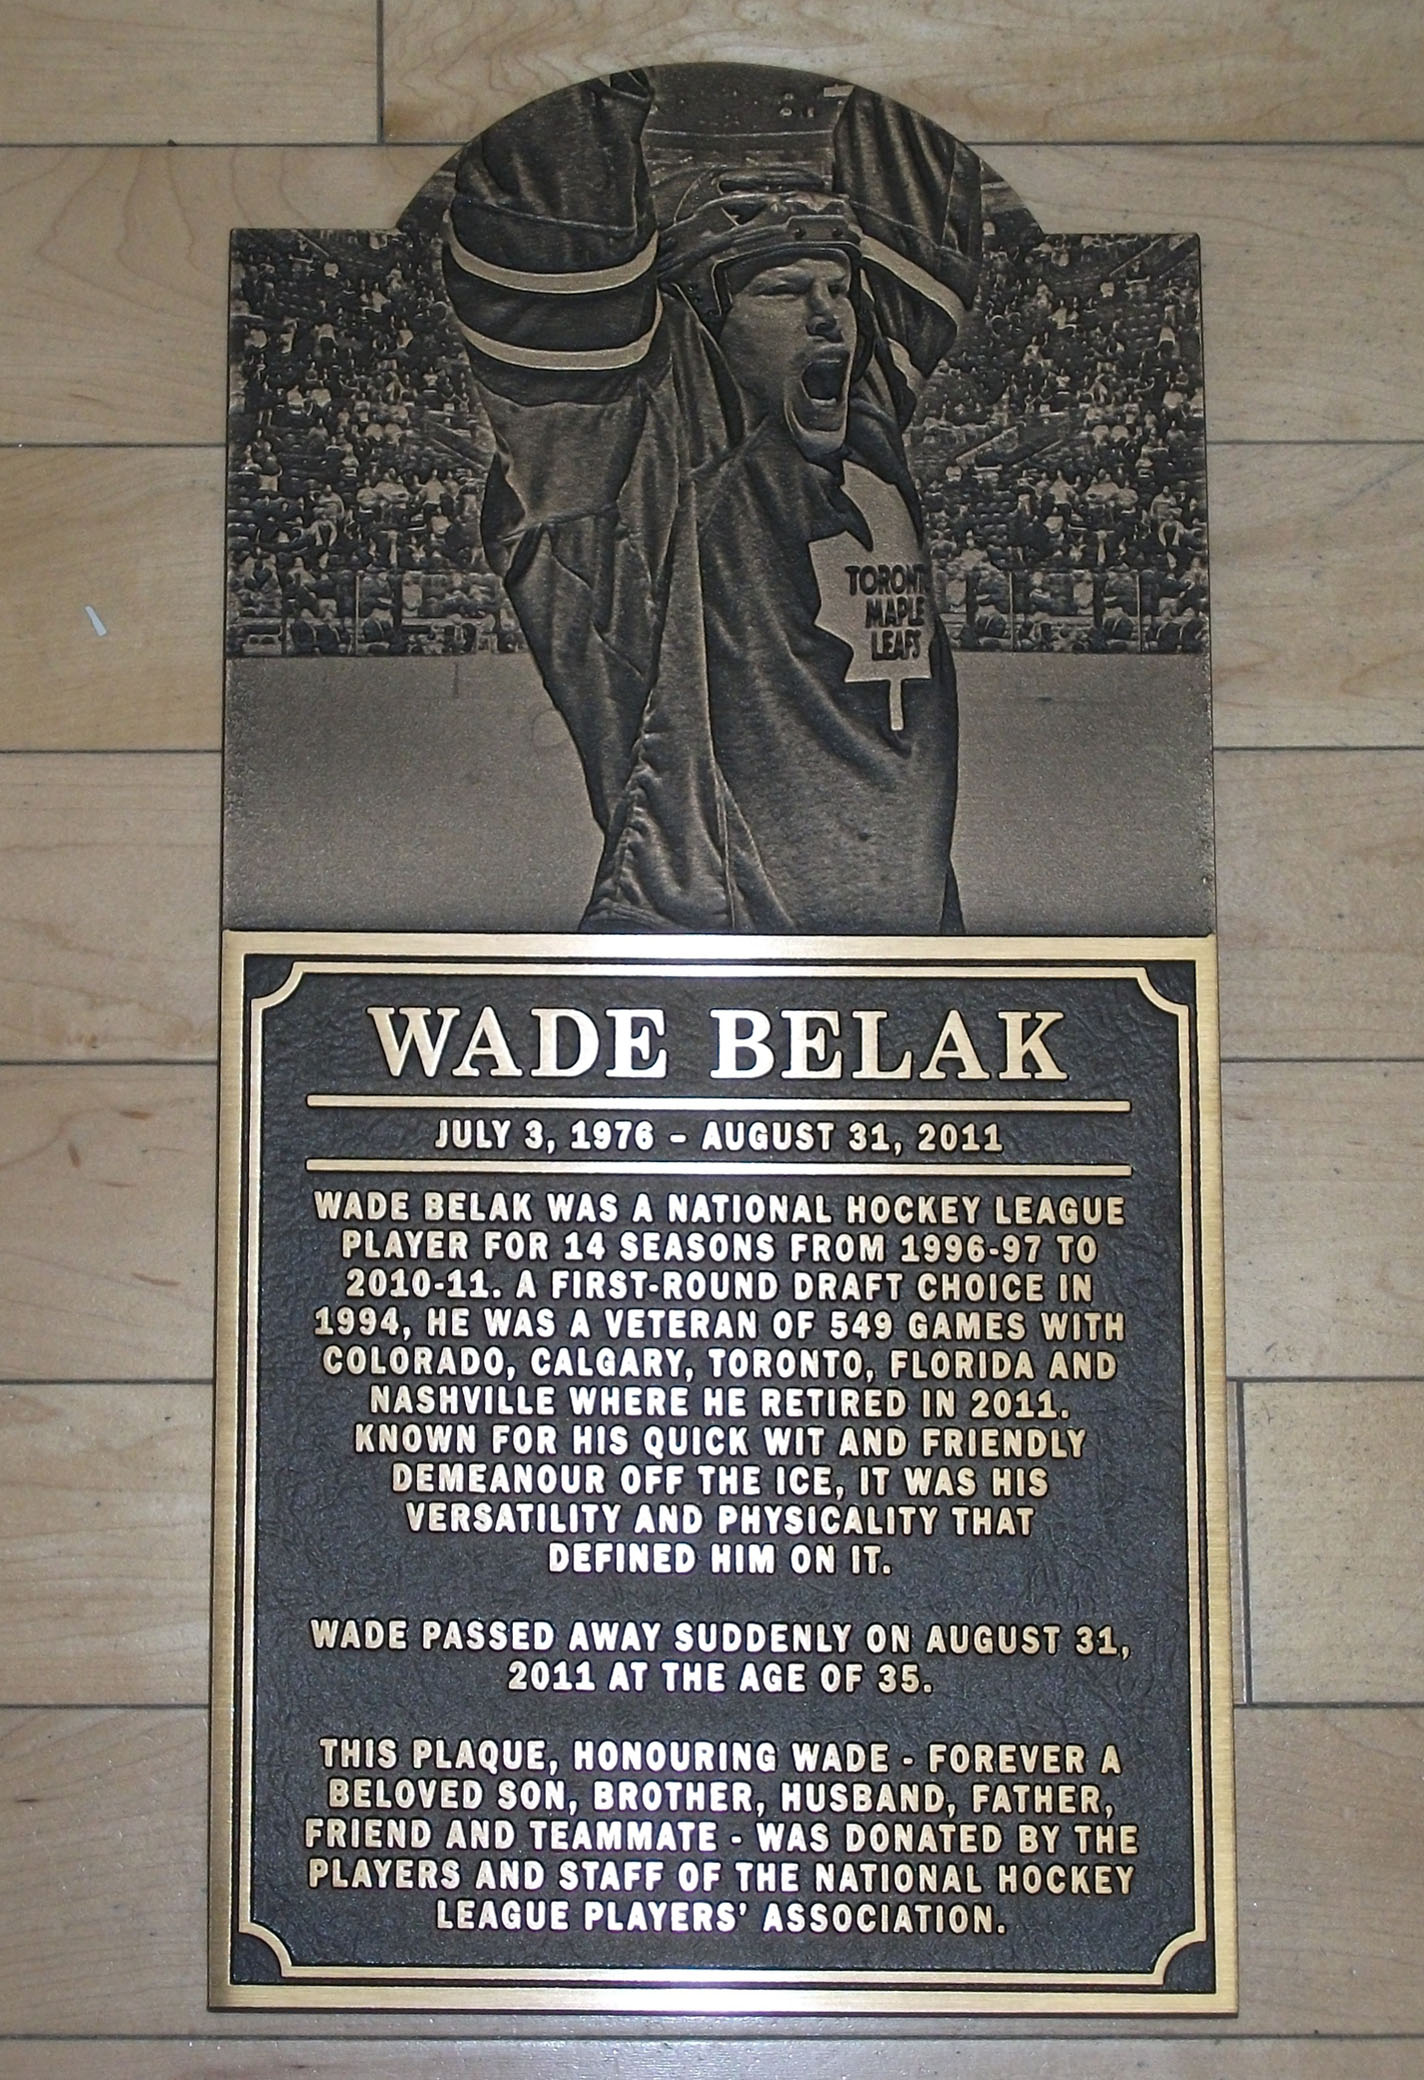 TORONTO
MAPLE
LEAFS
WADE BELAK
JULY 3, 1976 - AUGUST 31, 2011
WADE BELAK WAS A NATIONAL HOCKEY LEAGUE
PLAYER FOR 14 SEASONS FROM 1996-97 TO
2010-11. A FIRST-ROUND DRAFT CHOICE IN
1994, HE WAS A VETERAN OF 549 GAMES WITH
COLORADO, CALGARY, TORONTO, FLORIDA AND
NASHVILLE WHERE HE RETIRED IN 2011.
KNOWN FOR HIS QUICK WIT AND FRIENDLY
DEMEANOUR OFF THE ICE, IT WAS HIS
VERSATILITY AND PHYSICALITY THAT
DEFINED HIM ON IT.
WADE PASSED AWAY SUDDENLY ON AUGUST 31,
2011 AT THE AGE OF 35.
THIS PLAQUE, HONOURING WADE - FOREVER A
BELOVED SON, BROTHER, HUSBAND, FATHER,
FRIEND AND TEAMMATE - WAS DONATED BY THE
PLAYERS AND STAFF OF THE NATIONAL HOCKEY
LEAGUE PLAYERS' ASSOCIATION.